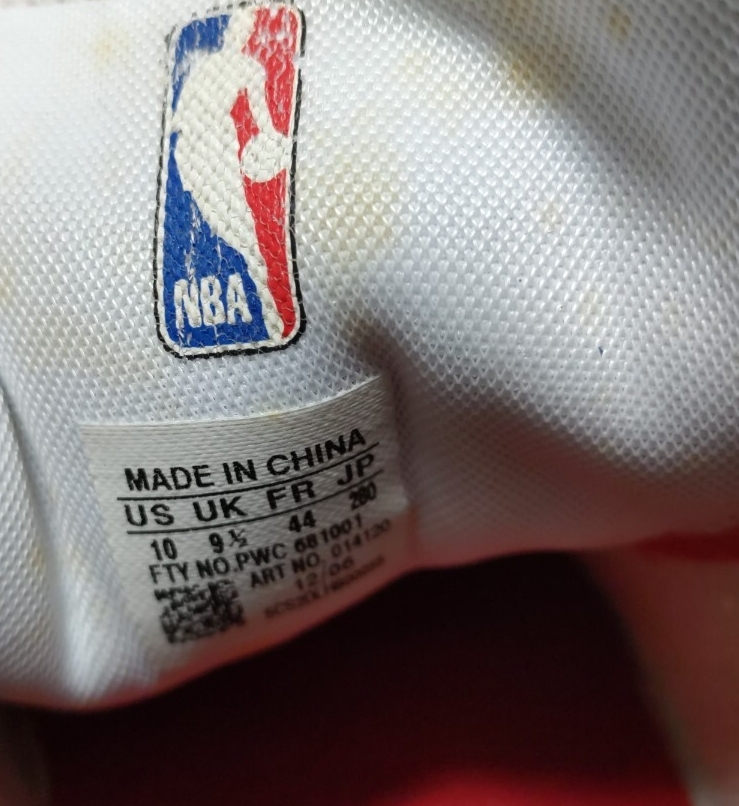 NBA
MADE IN CHINA
US UK FR JP
10 9½ 44 280
FTY NO.PWC 681001
ART NO. 014120
12/06